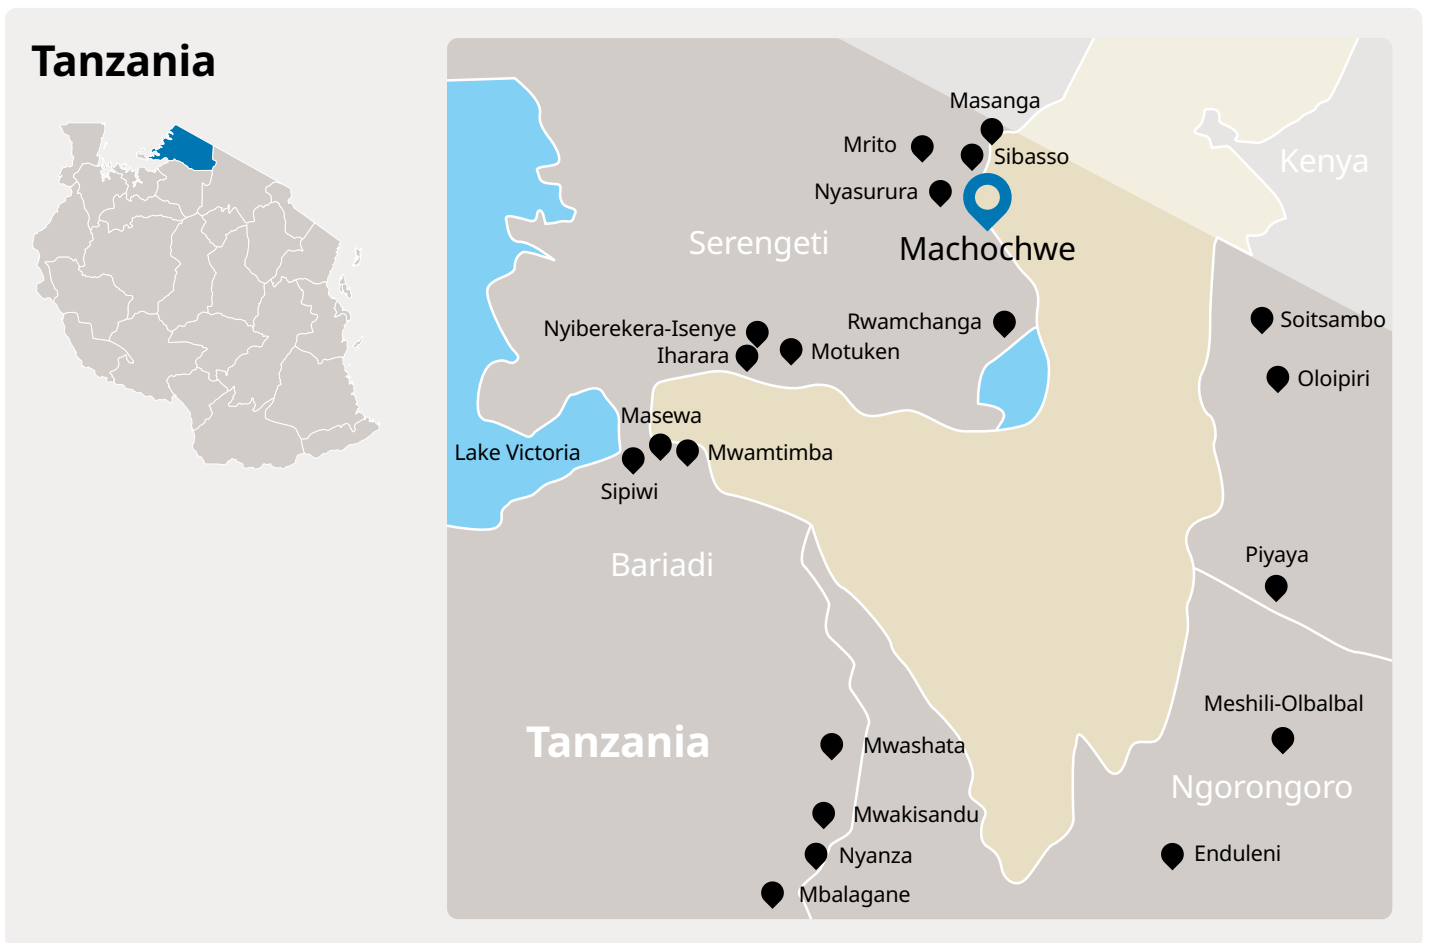 Tanzania
Masanga
Mrito
Sibasso
Kenya
Nyasurura
Serengeti
Machochwe
Soitsambo
Rwamchanga
Nyiberekera-Isenye
Motuken
Iharara
Oloipiri
Masewa
Lake Victoria
Mwamtimba
Sipiwi
Piyaya
Bariadi
Meshili-Olbalbal
Tanzania
Mwashata
Ngorongoro
Mwakisandu
Nyanza
Enduleni
Mbalagane